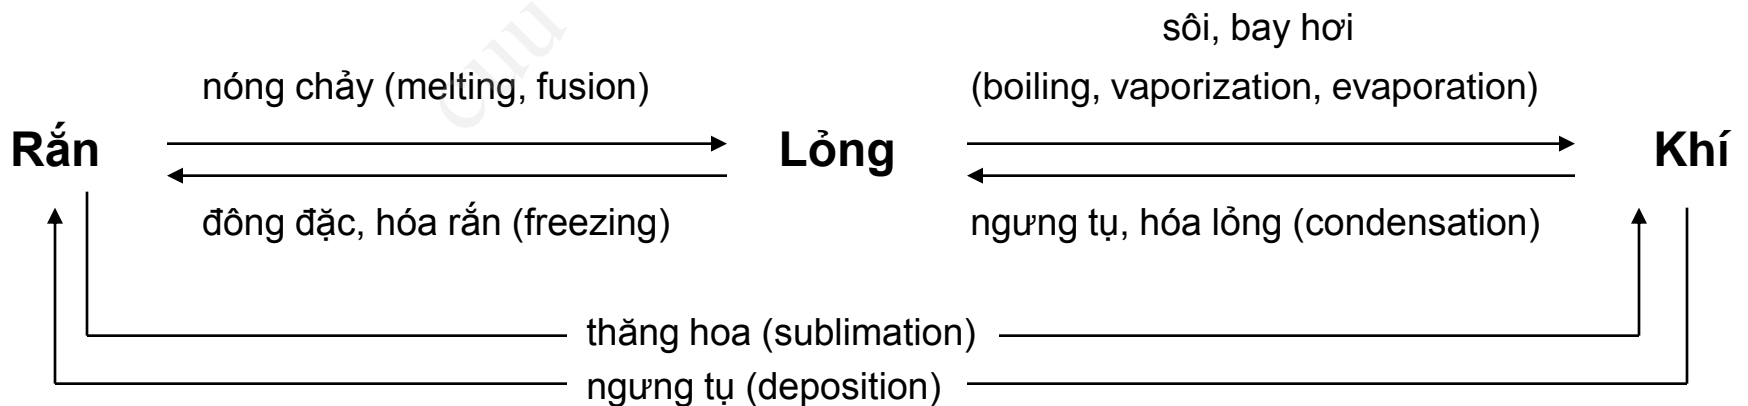 cuu
sôi, bay hơi
nóng chảy (melting, fusion)
(boiling, vaporization, evaporation)
Rắn
Lỏng
Khí
đông đặc, hóa rắn (freezing)
ngưng tụ, hóa lỏng (condensation)
thăng hoa (sublimation)
ngưng tụ (deposition)